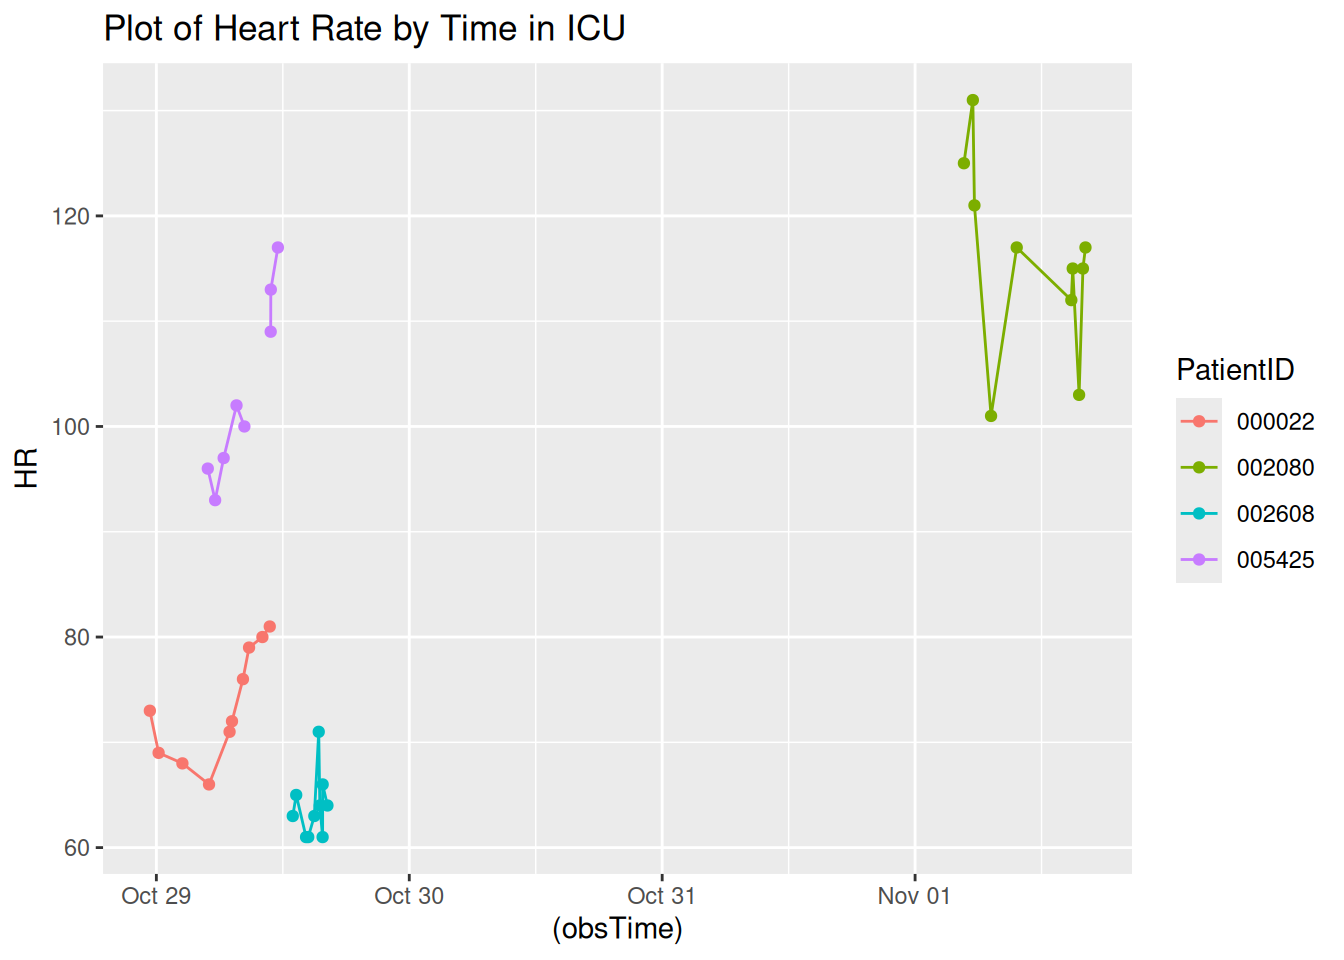 Plot of Heart Rate by Time in ICU
HR
120
100
80
60
Oct 29
Oct 30
Oct 31
Nov 01
(obsTime)
PatientID
000022
002080
002608
005425